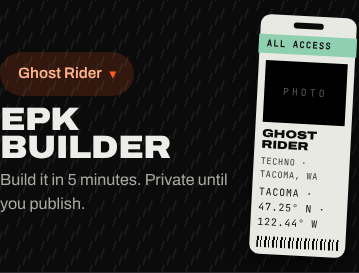 Ghost Rider ▼
EPK
BUILDER
Build it in 5 minutes. Private until
you publish.
ALL ACCESS
PHOTO
GHOST
RIDER
TECHNO ·
TACOMA, WA
TACOMA ·
47.25° N ·
122.44° W